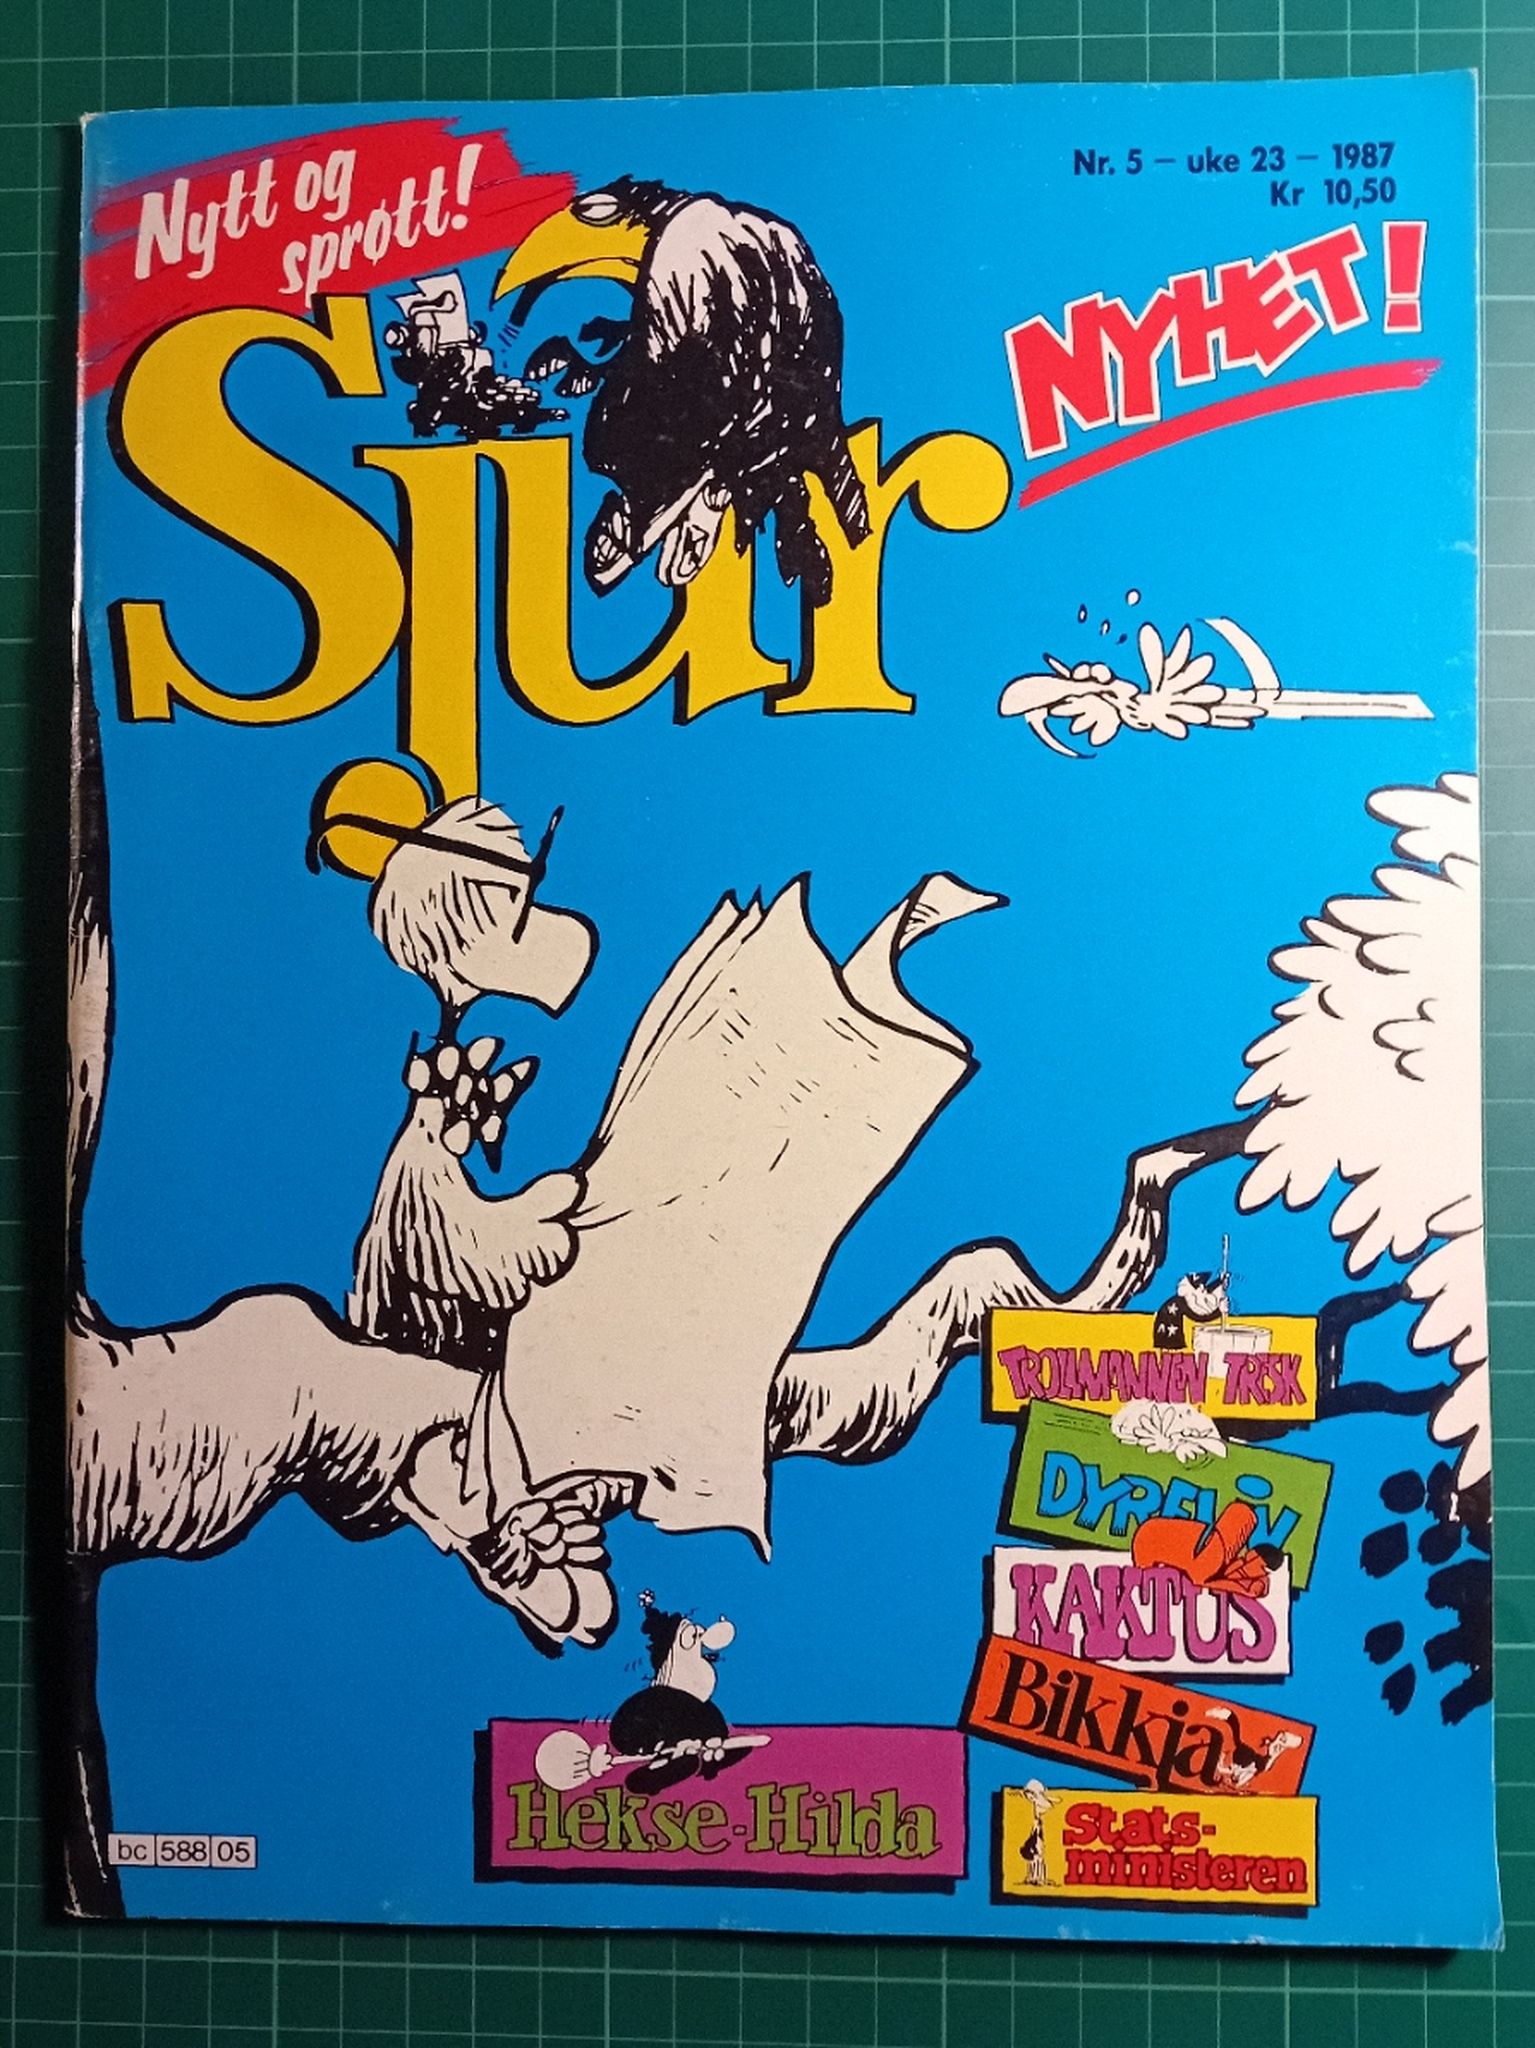 Nytt og
sprøtt!
Nr. 5 – uke 23 – 1987
Kr 10,50
NYHET!
Sjur
TROLLMANNEN TRISK
DYRELIV
KAKTUS
Bikkja
Stats-
ministeren
Hekse-Hilda
bc 588 05